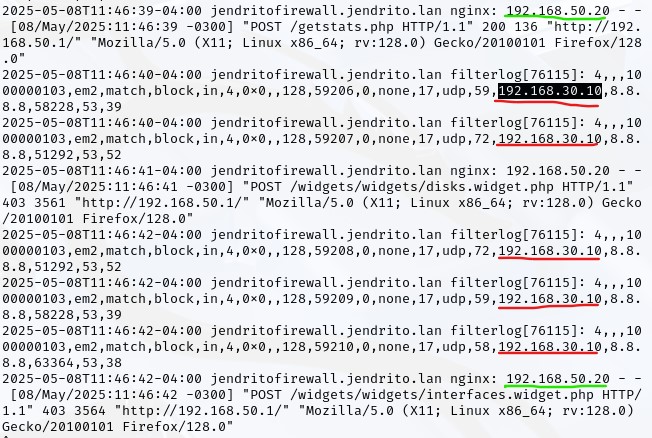 2025-05-08T11:46:39-04:00 jendritofirewall.jendrito.lan nginx: 192.168.50.20 - -
[08/May/2025:11:46:39 -0300] "POST /getstats.php HTTP/1.1" 200 136 "http://192.
168.50.1/" "Mozilla/5.0 (X11; Linux x86_64; rv:128.0) Gecko/20100101 Firefox/128
.0"
2025-05-08T11:46:40-04:00 jendritofirewall.jendrito.lan filterlog[76115]: 4,,,10
00000103,em2,match,block,in,4,0×0,,128,59206,0,none,17,udp,59,192.168.30.10,8.8.
8.8,58228,53,39
2025-05-08T11:46:40-04:00 jendritofirewall.jendrito.lan filterlog[76115]: 4,,,10
00000103,em2,match,block,in,4,0×0,,128,59207,0,none,17,udp,72,192.168.30.10,8.8.
8.8,51292,53,52
2025-05-08T11:46:41-04:00 jendritofirewall.jendrito.lan nginx: 192.168.50.20 - -
[08/May/2025:11:46:41 -0300] "POST /widgets/widgets/disks.widget.php HTTP/1.1"
403 3561 "http://192.168.50.1/" "Mozilla/5.0 (X11; Linux x86_64; rv:128.0) Gecko
/20100101 Firefox/128.0"
2025-05-08T11:46:42-04:00 jendritofirewall.jendrito.lan filterlog[76115]: 4,,,10
00000103,em2,match,block,in,4,0×0,,128,59208,0,none,17,udp,72,192.168.30.10,8.8.
8.8,51292,53,52
2025-05-08T11:46:42-04:00 jendritofirewall.jendrito.lan filterlog[76115]: 4,,,10
00000103,em2,match,block,in,4,0×0,,128,59209,0,none,17,udp,59,192.168.30.10,8.8.
8.8,58228,53,39
2025-05-08T11:46:42-04:00 jendritofirewall.jendrito.lan filterlog[76115]: 4,,,10
00000103,em2,match,block,in,4,0×0,,128,59210,0,none,17,udp,58,192.168.30.10,8.8.
8.8,63364,53,38
2025-05-08T11:46:42-04:00 jendritofirewall.jendrito.lan nginx: 192.168.50.20 - -
[08/May/2025:11:46:42 -0300] "POST /widgets/widgets/interfaces.widget.php HTTP/
1.1" 403 3564 "http://192.168.50.1/" "Mozilla/5.0 (X11; Linux x86_64; rv:128.0)
Gecko/20100101 Firefox/128.0"